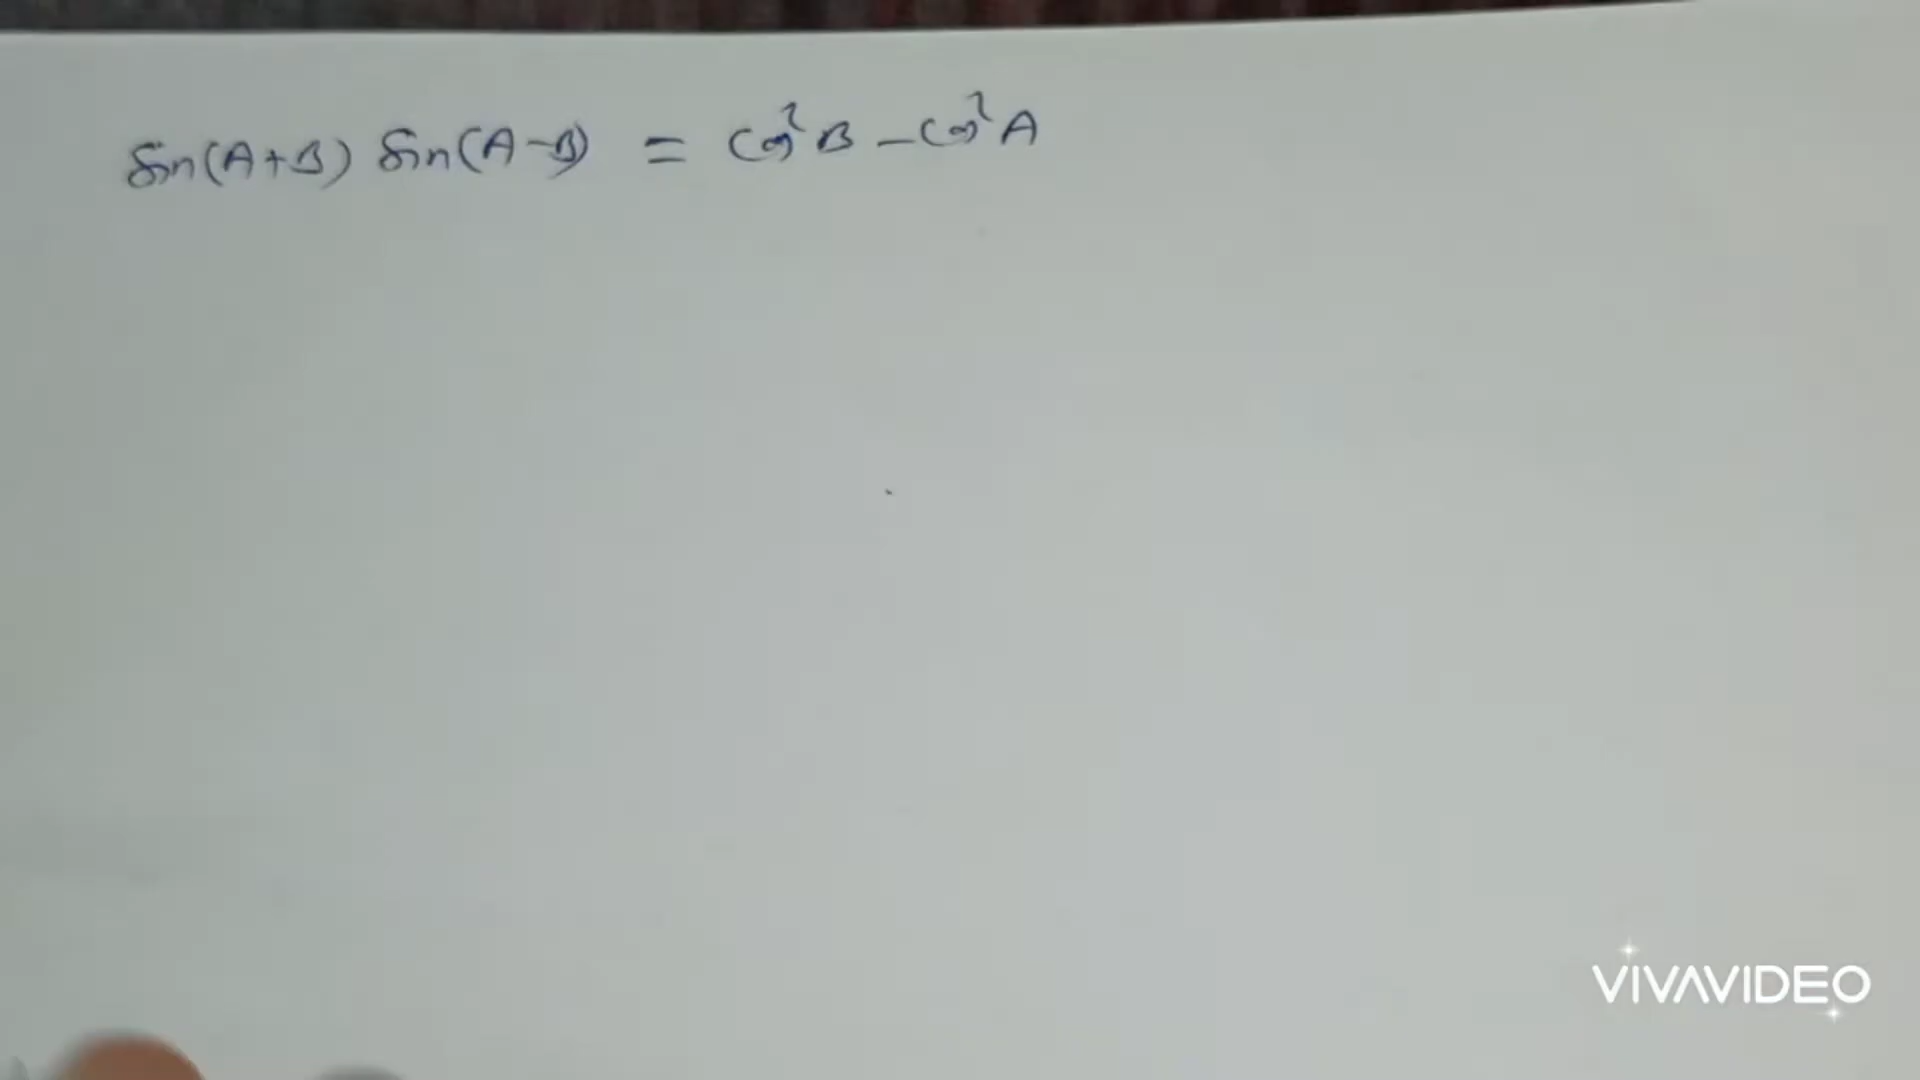 Sin(A+B) Sin(A-B) = Cos²B - Cos²A
VIVAVIDEO